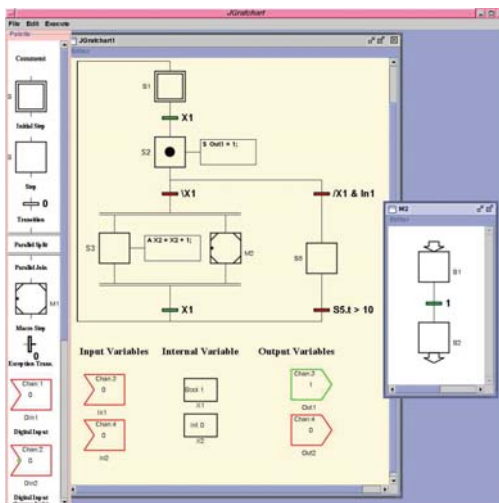 JGrafchart
File Edit Execute
Palette
Comment
Initial Step
Step
0
Transition
Parallel Split
Parallel Join
M1
Macro Step
0
Exception Trans.
Chan: 1
0
DIn1
Digital Input
Chan: 2
0
DIn2
Digital Input
JGrafchart1
S1
X1
S2
S Out1 = 1;
\X1
/X1 & In1
S3
A X2 = X2 + 1;
M2
S5
X1
S5.t > 10
Input Variables
Internal Variable
Output Variables
Chan: 2
0
In1
Chan: 4
0
In2
Bool: 1
X1
Int: 0
X2
Chan: 3
1
Out1
Chan: 4
0
Out2
M2
S1
1
S2